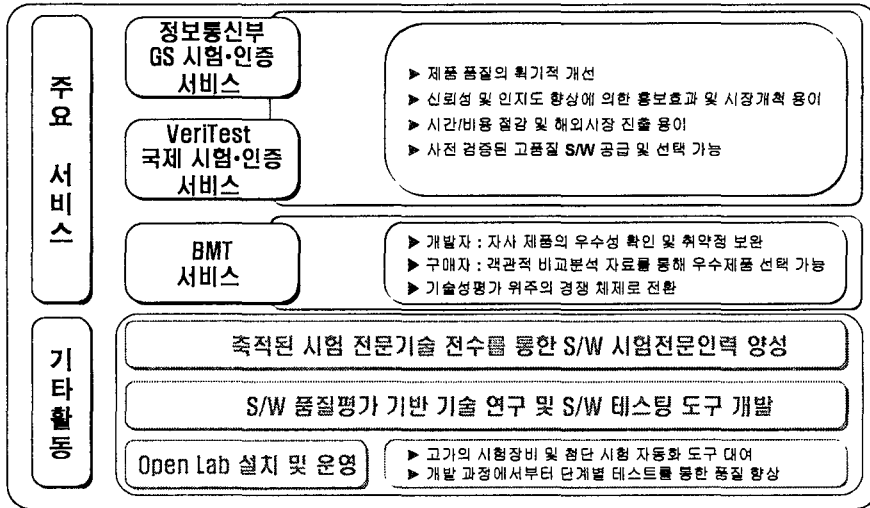 주요 서비스
정보통신부
GS 시험•인증
서비스
VeriTest
국제 시험•인증
서비스
▶ 제품 품질의 획기적 개선
▶ 신뢰성 및 인지도 향상에 의한 홍보효과 및 시장개척 용이
▶ 시간/비용 절감 및 해외시장 진출 용이
▶ 사전 검증된 고품질 S/W 공급 및 선택 가능
BMT
서비스
▶ 개발자 : 자사 제품의 우수성 확인 및 취약점 보완
▶ 구매자 : 객관적 비교분석 자료를 통해 우수제품 선택 가능
▶ 기술성평가 위주의 경쟁 체제로 전환
기타활동
축적된 시험 전문기술 전수를 통한 S/W 시험전문인력 양성
S/W 품질평가 기반 기술 연구 및 S/W 테스팅 도구 개발
Open Lab 설치 및 운영
▶ 고가의 시험장비 및 첨단 시험 자동화 도구 대여
▶ 개발 과정에서부터 단계별 테스트를 통한 품질 향상